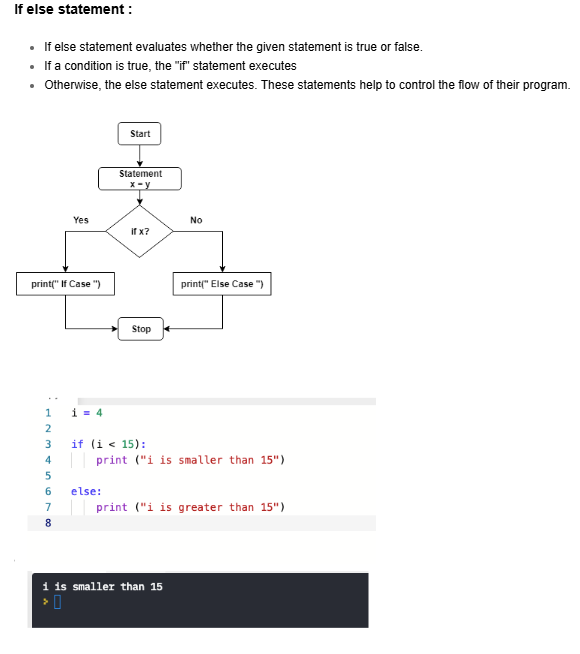 If else statement :
If else statement evaluates whether the given statement is true or false.
If a condition is true, the "if" statement executes
Otherwise, the else statement executes. These statements help to control the flow of their program.
Start
Statement
x = y
Yes
No
if x?
print(" If Case ")
print(" Else Case ")
Stop
1 i = 4
2
3 if (i < 15):
4 print ("i is smaller than 15")
5
6 else:
7 print ("i is greater than 15")
8
i is smaller than 15
>